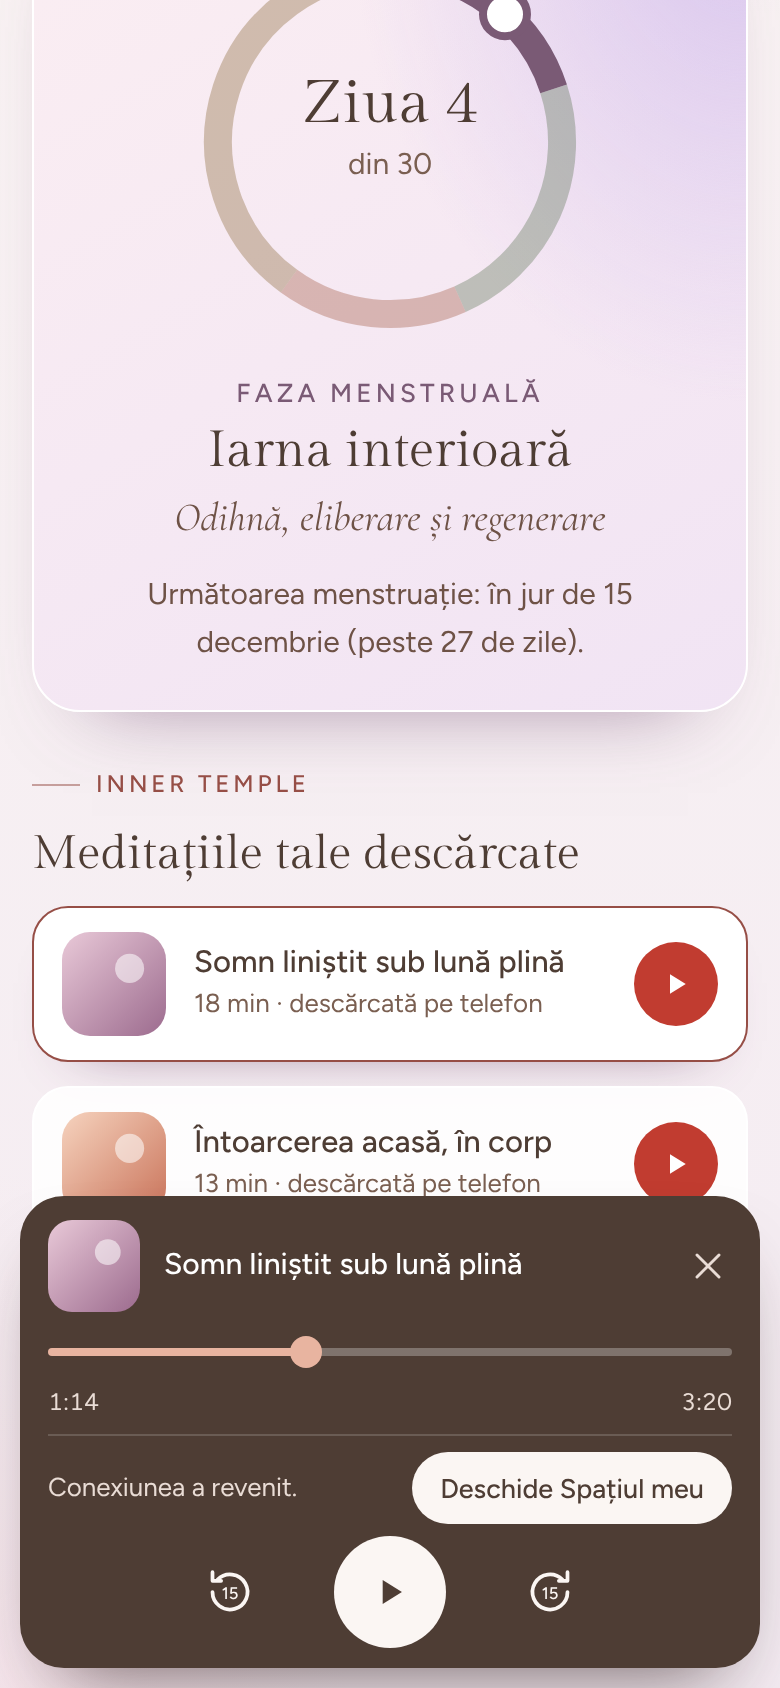 Ziua 4
din 30
FAZA MENSTRUALĂ
Iarna interioară
Odihnă, eliberare și regenerare
Următoarea menstruație: în jur de 15
decembrie (peste 27 de zile).
INNER TEMPLE
Meditațiile tale descărcate
Somn liniștit sub lună plină
18 min · descărcată pe telefon
Întoarcerea acasă, în corp
13 min · descărcată pe telefon
Somn liniștit sub lună plină
1:14 3:20
Conexiunea a revenit. Deschide Spațiul meu
15 15